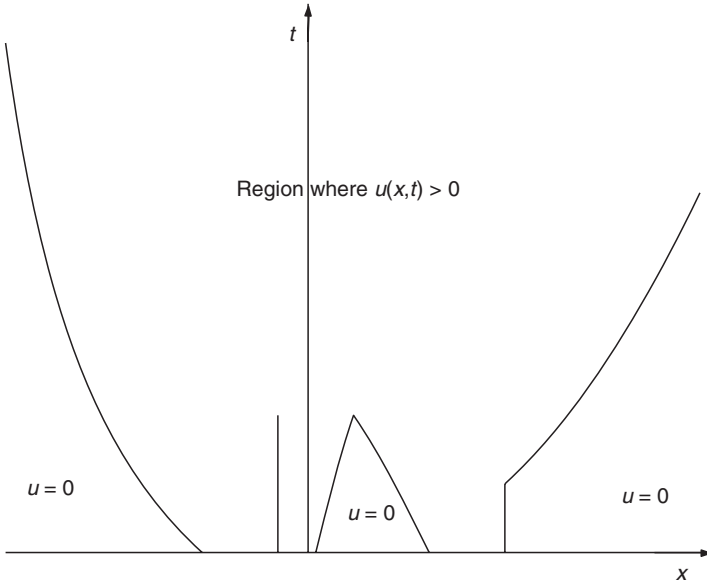 t
Region where u(x,t) > 0
u = 0
u = 0
u = 0
x